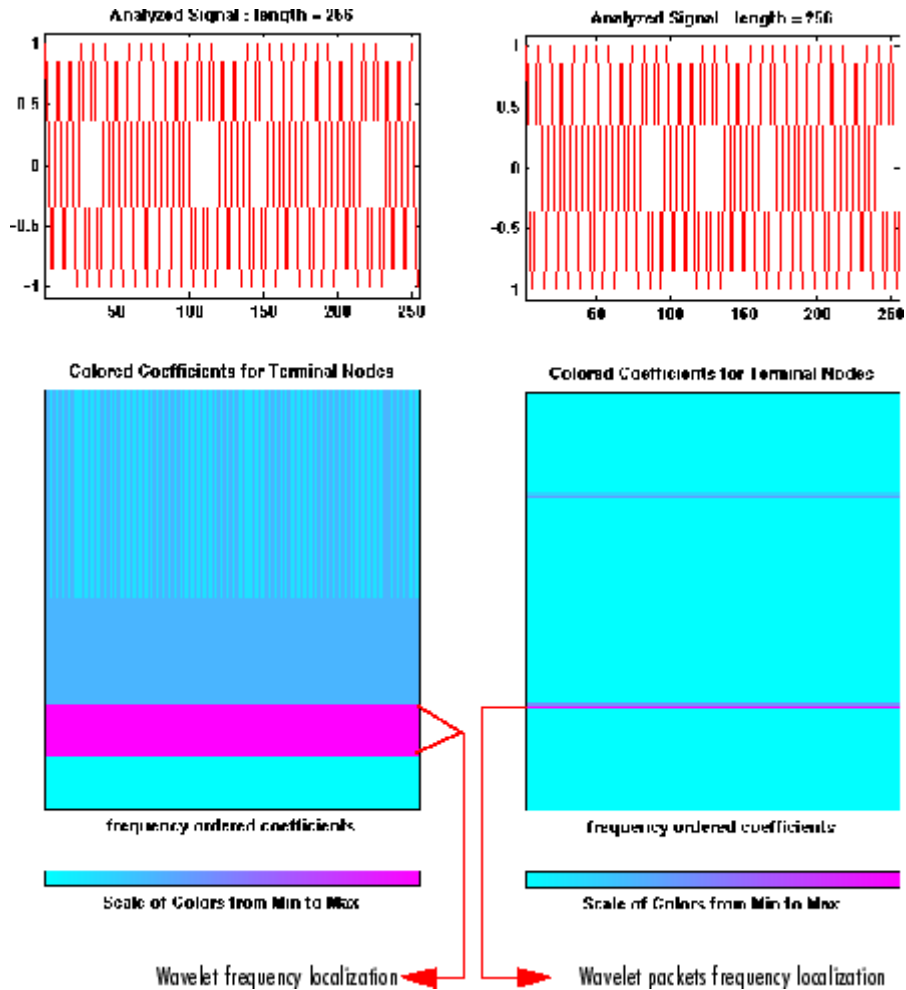 Analyzed Signal : length = 256
1
0.5
0
-0.5
-1
50
100
150
200
250
Analyzed Signal : length = 256
1
0.5
0
-0.5
-1
50
100
150
200
250
Colored Coefficients for Terminal Nodes
frequency ordered coefficients
Scale of Colors from Min to Max
Colored Coefficients for Terminal Nodes
frequency ordered coefficients
Scale of Colors from Min to Max
Wavelet frequency localization
Wavelet packets frequency localization